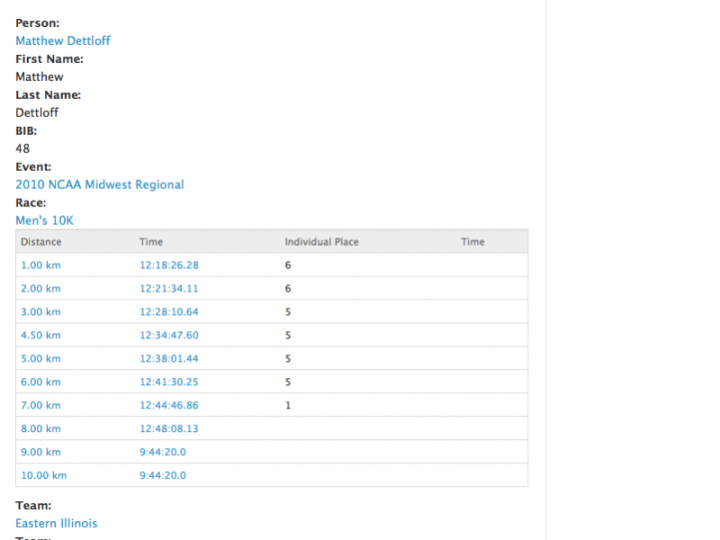 Person:
Matthew Dettloff
First Name:
Matthew
Last Name:
Dettloff
BIB:
48
Event:
2010 NCAA Midwest Regional
Race:
Men's 10K
Distance Time Individual Place Time
1.00 km 12:18:26.28 6
2.00 km 12:21:34.11 6
3.00 km 12:28:10.64 5
4.50 km 12:34:47.60 5
5.00 km 12:38:01.44 5
6.00 km 12:41:30.25 5
7.00 km 12:44:46.86 1
8.00 km 12:48:08.13
9.00 km 9:44:20.0
10.00 km 9:44:20.0
Team:
Eastern Illinois